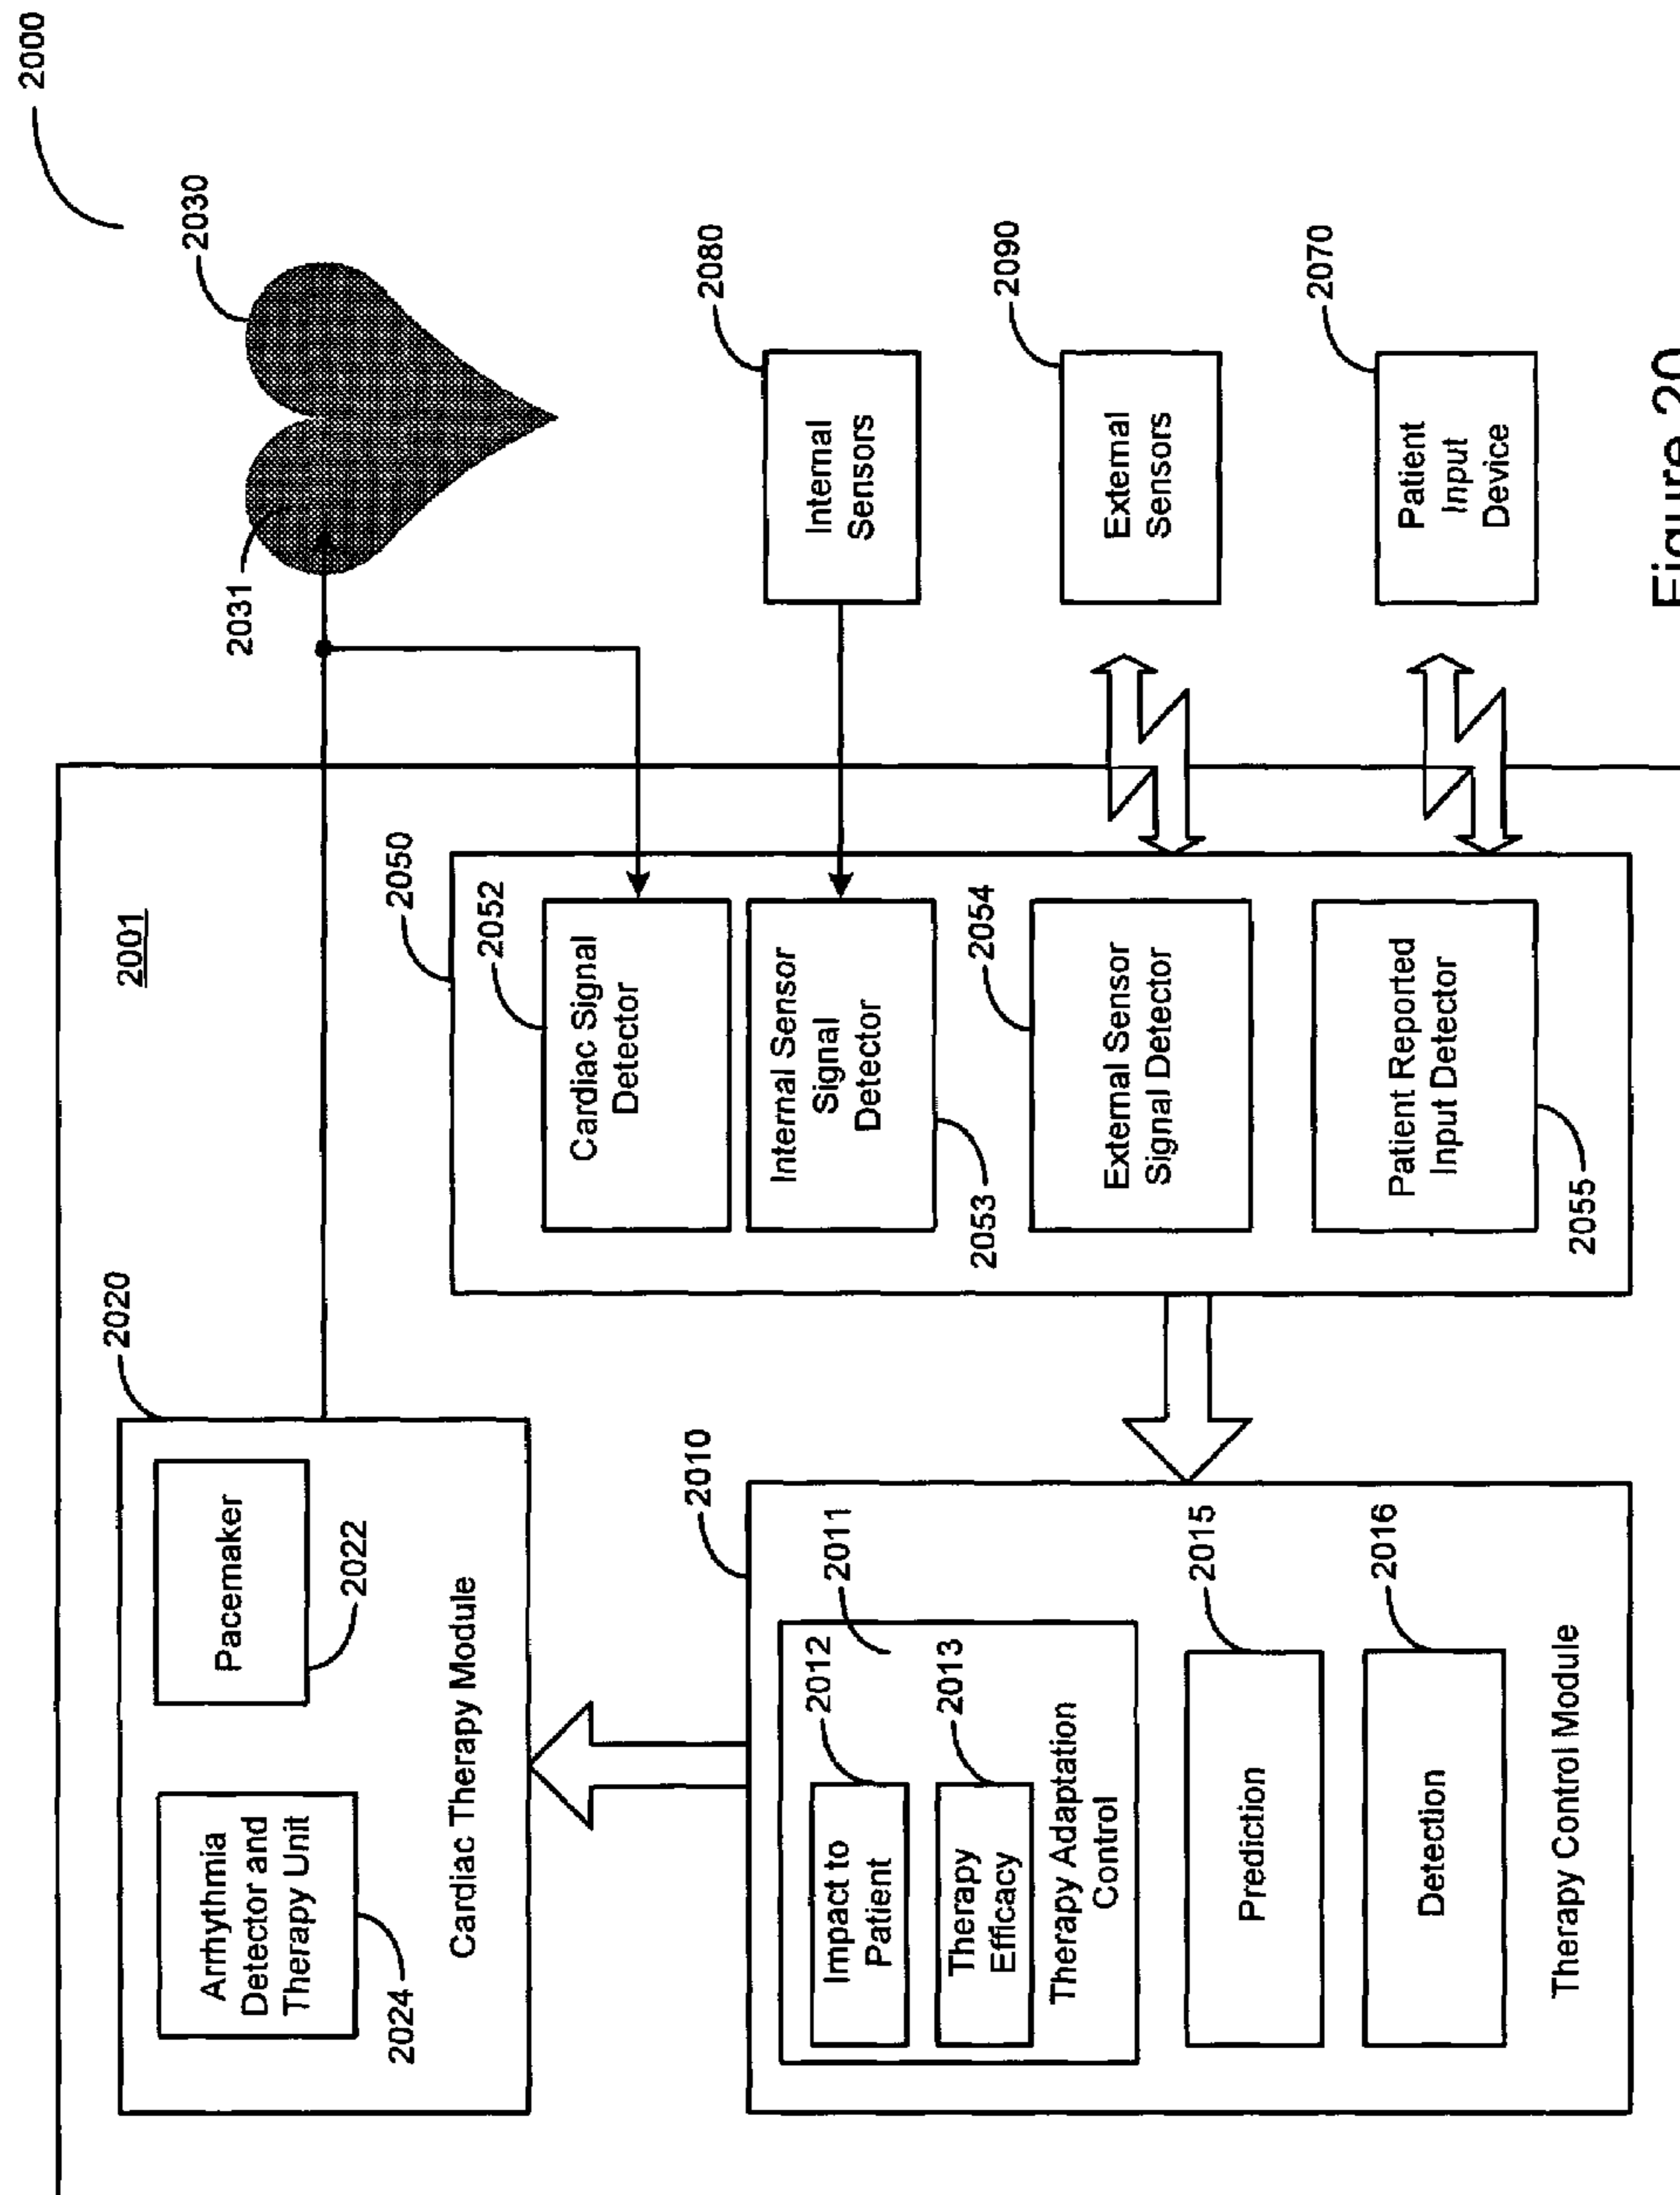 2000
2001
2020
Arrhythmia
Detector and
Therapy Unit
2024
Pacemaker
2022
Cardiac Therapy Module
2030
2031
2050
Cardiac Signal
Detector
2052
Internal Sensor
Signal
Detector
2053
External Sensor
Signal Detector
2054
Patient Reported
Input Detector
2055
Internal
Sensors
2080
External
Sensors
2090
Patient
Input
Device
2070
2010
2011
Impact to
Patient
2012
Therapy
Efficacy
2013
Therapy Adaptation
Control
Prediction
2015
Detection
2016
Therapy Control Module
Figure 20